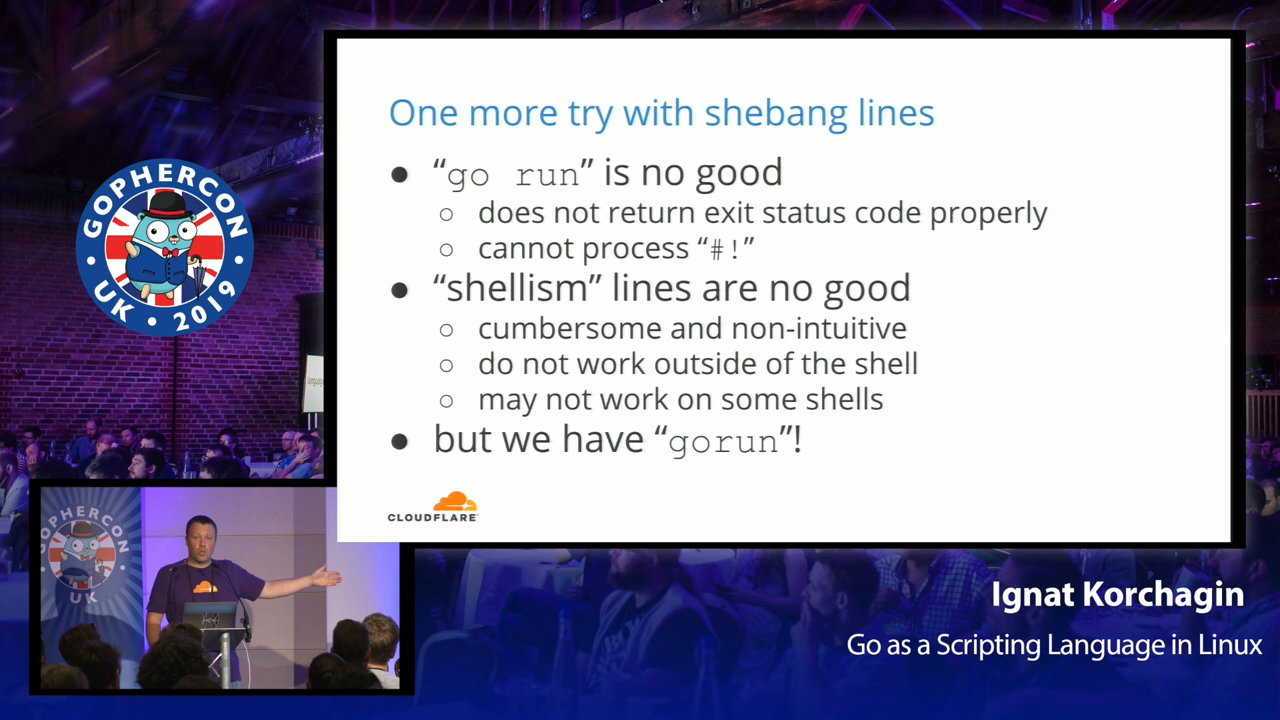 One more try with shebang lines
● “go run” is no good
○ does not return exit status code properly
○ cannot process “#!”
● “shellism” lines are no good
○ cumbersome and non-intuitive
○ do not work outside of the shell
○ may not work on some shells
● but we have “gorun”!
CLOUDFLARE
GOPHERCON
UK • 2019
GOPHERCON
UK
Ignat Korchagin
Go as a Scripting Language in Linux